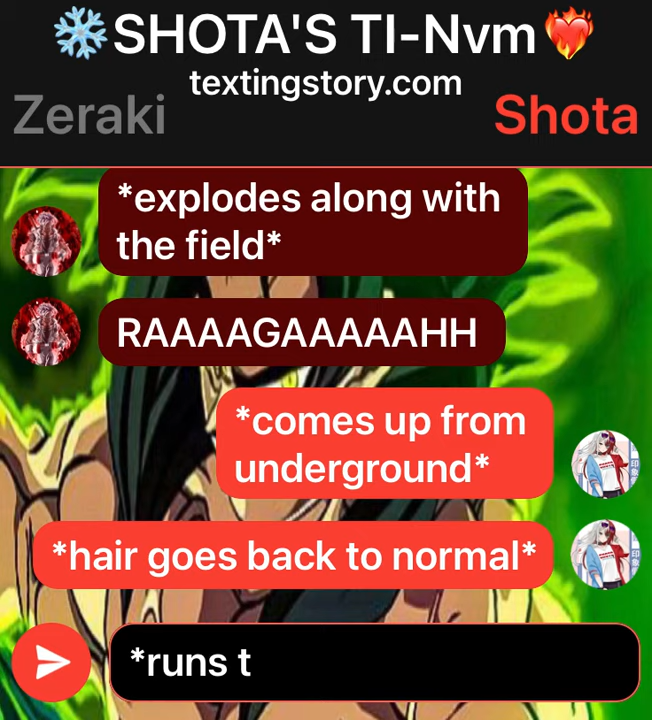 ❄️SHOTA'S TI-Nvm❤️‍🔥
textingstory.com
Zeraki
Shota
*explodes along with
the field*
RAAAAGAAAAAHH
*comes up from
underground*
*hair goes back to normal*
*runs t